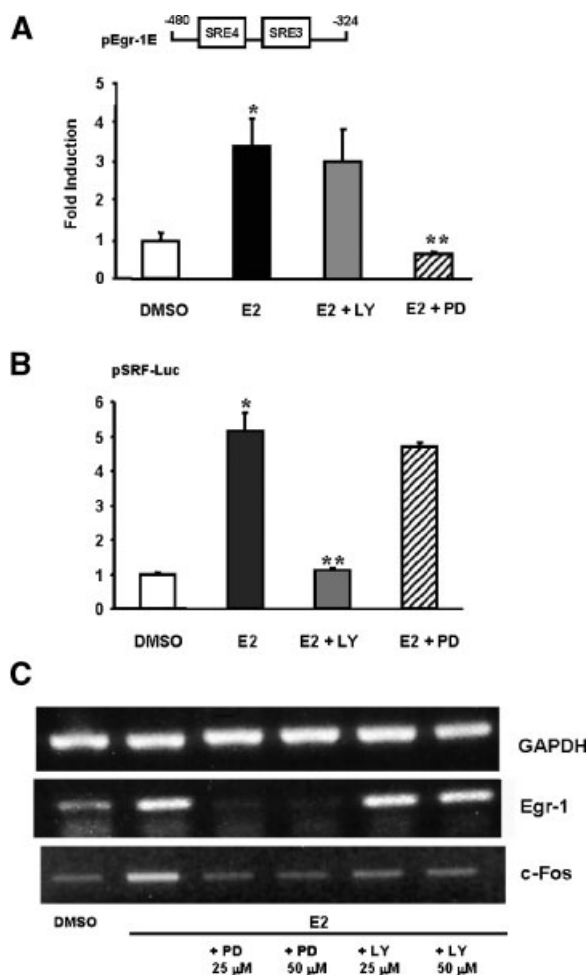 A
pEgr-1E
-480
SRE4
SRE3
-324
Fold Induction
5
4
3
2
1
0
*
**
DMSO
E2
E2 + LY
E2 + PD
B
pSRF-Luc
6
5
4
3
2
1
0
*
**
DMSO
E2
E2 + LY
E2 + PD
C
GAPDH
Egr-1
c-Fos
DMSO
E2
+ PD
25 µM
+ PD
50 µM
+ LY
25 µM
+ LY
50 µM